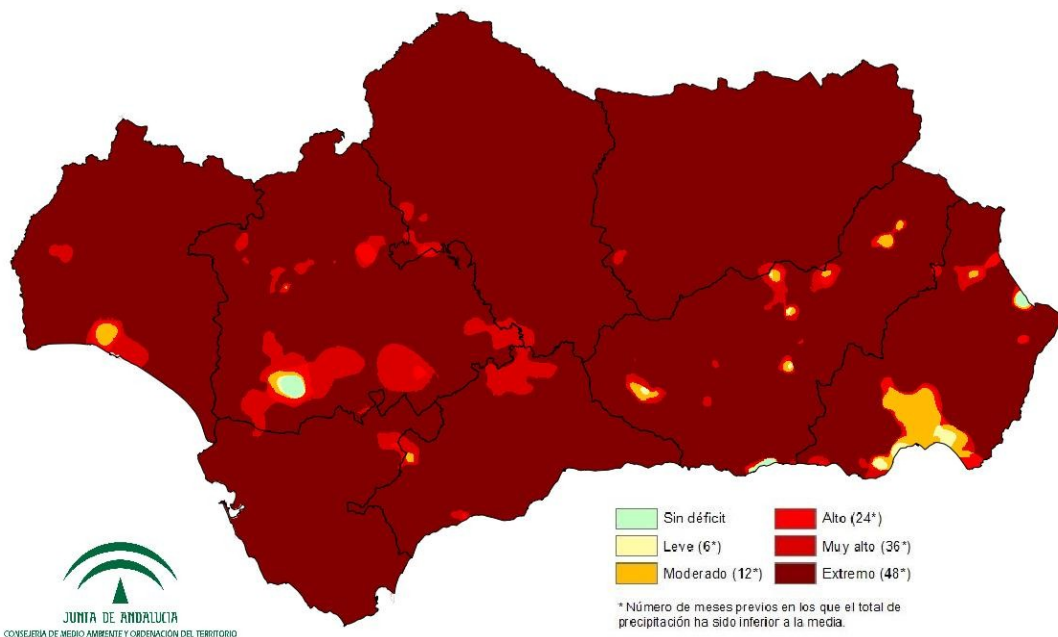 Sin déficit
Leve (6*)
Moderado (12*)
Alto (24*)
Muy alto (36*)
Extremo (48*)
* Número de meses previos en los que el total de
precipitación ha sido inferior a la media.
JUNTA DE ANDALUCIA
CONSEJERÍA DE MEDIO AMBIENTE Y ORDENACIÓN DEL TERRITORIO